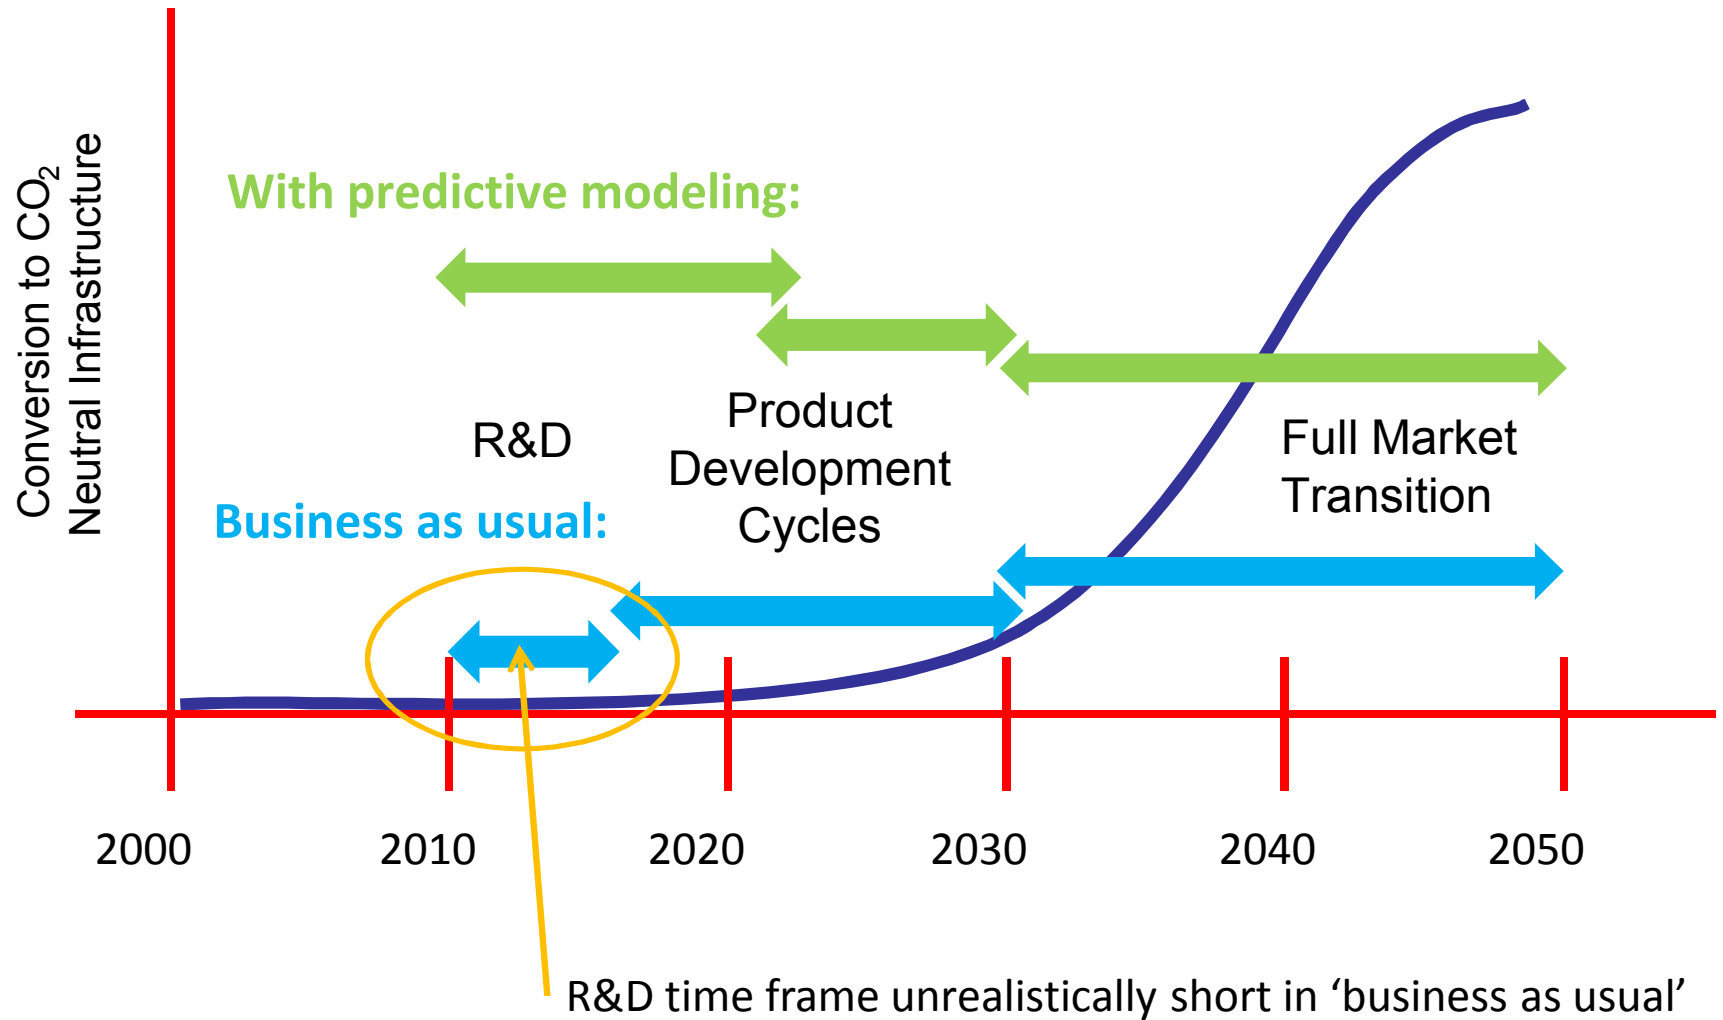 Conversion to CO₂
Neutral Infrastructure
With predictive modeling:
R&D
Product
Development
Cycles
Full Market
Transition
Business as usual:
2000
2010
2020
2030
2040
2050
R&D time frame unrealistically short in ‘business as usual’